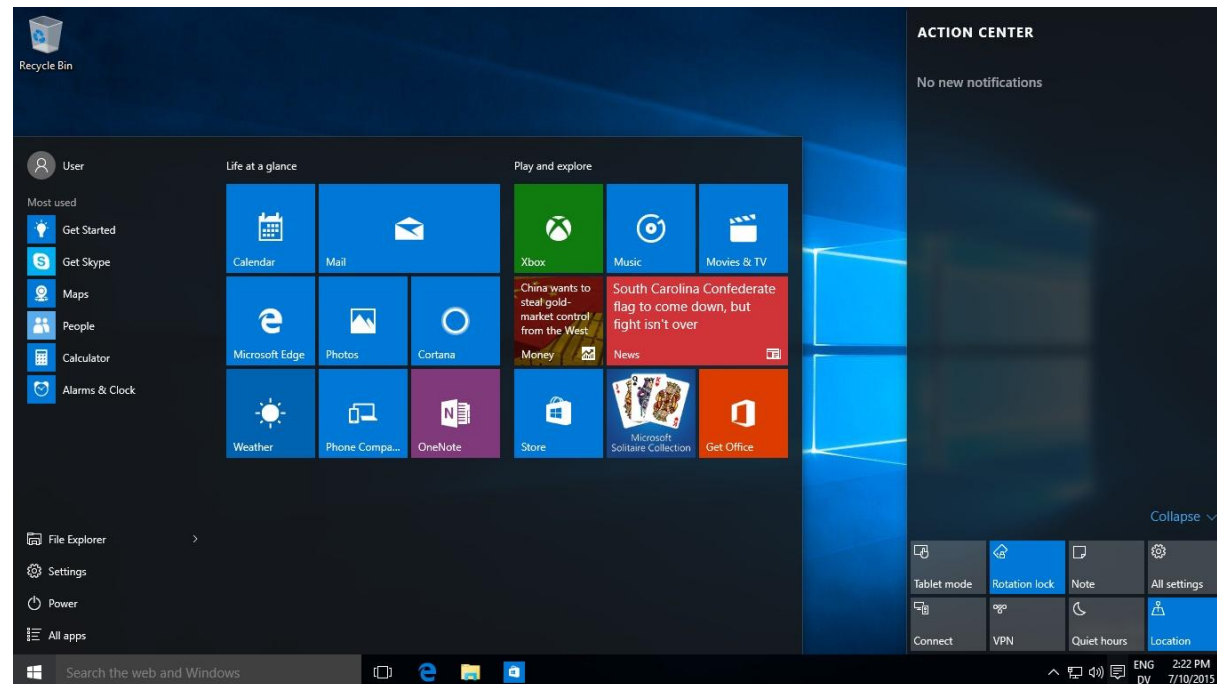 Recycle Bin
User
Most used
Get Started
Get Skype
Maps
People
Calculator
Alarms & Clock
File Explorer
Settings
Power
All apps
Life at a glance
Calendar
Mail
Microsoft Edge
Photos
Cortana
Weather
Phone Compa...
OneNote
Play and explore
Xbox
Music
Movies & TV
China wants to
steal gold-
market control
from the West
Money
South Carolina Confederate
flag to come down, but
fight isn't over
News
Store
Microsoft
Solitaire Collection
Get Office
ACTION CENTER
No new notifications
Collapse
Tablet mode
Rotation lock
Note
All settings
Connect
VPN
Quiet hours
Location
Search the web and Windows
ENG
DV
2:22 PM
7/10/2015